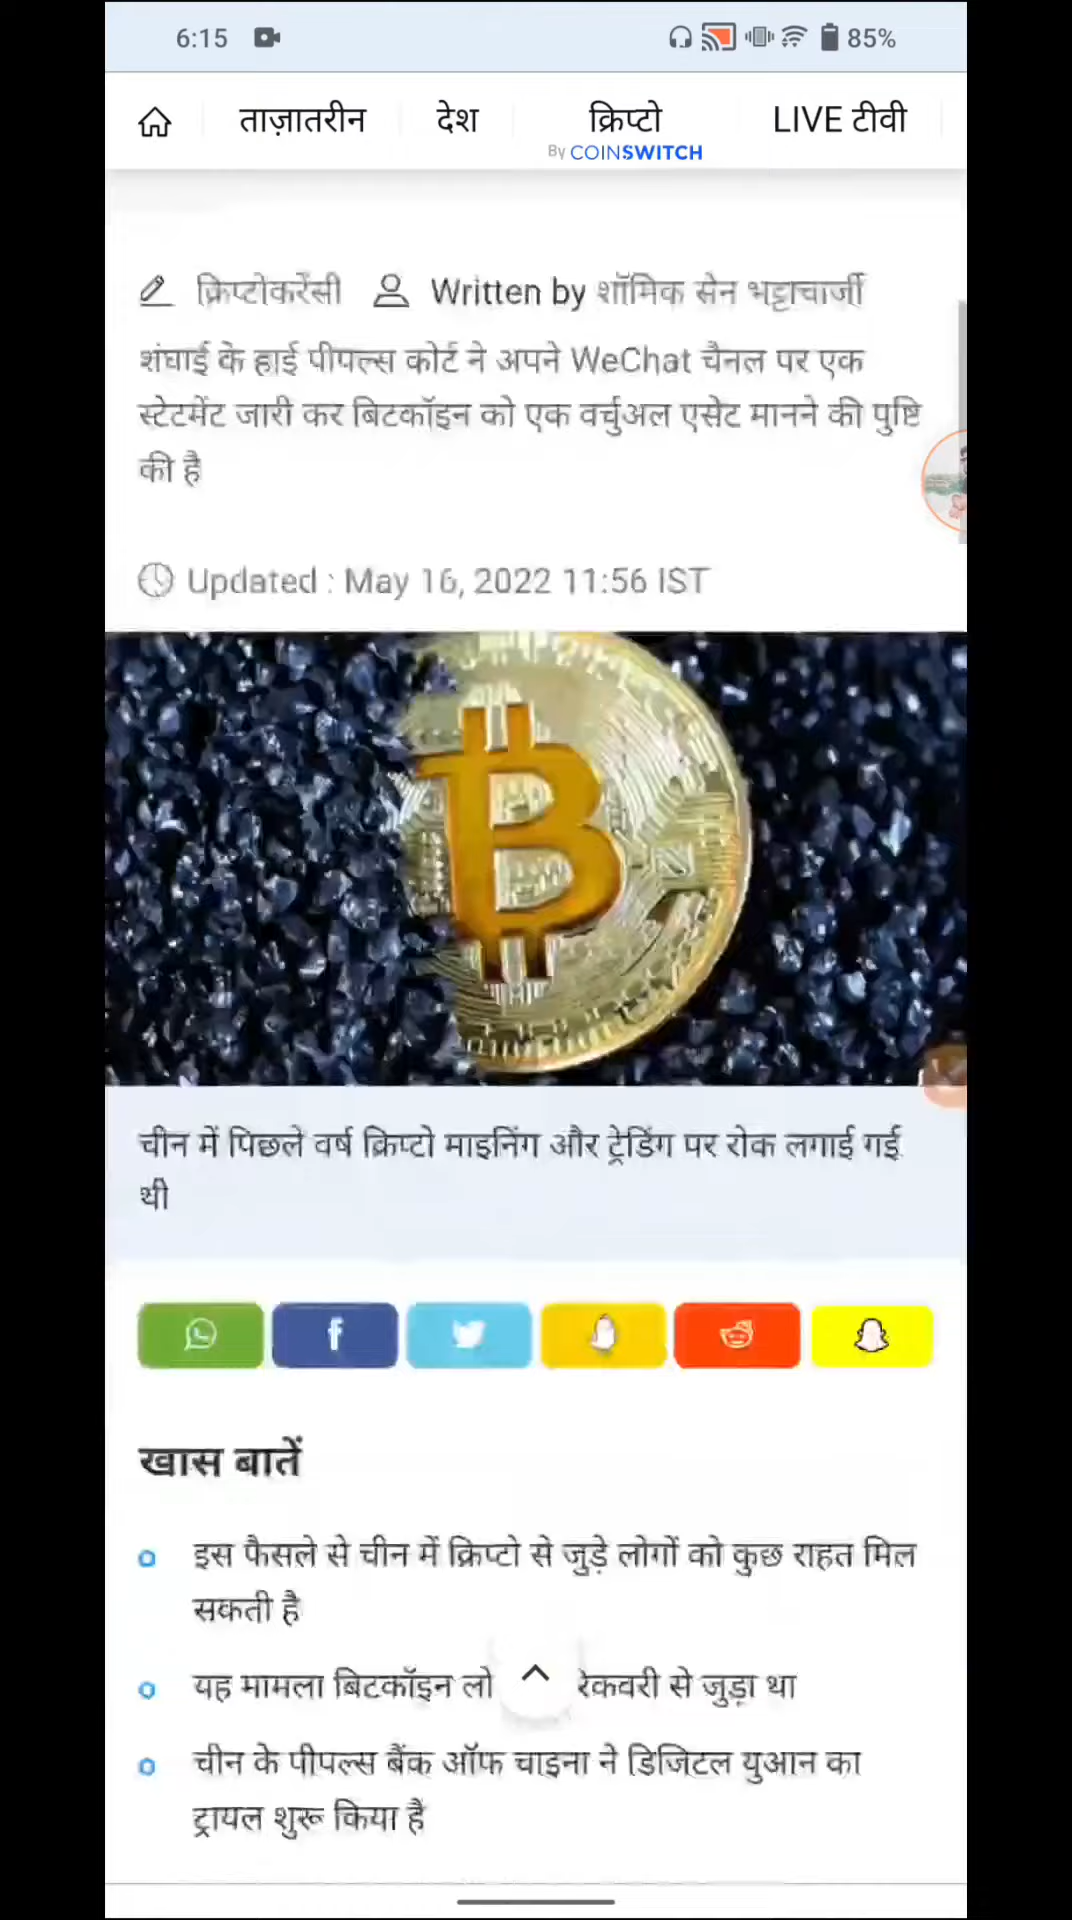 6:15 85%
ताज़ातरीन देश क्रिप्टो LIVE टीवी
By COINSWITCH
क्रिप्टोकरेंसी Written by शॉमिक सेन भट्टाचार्जी
शंघाई के हाई पीपल्स कोर्ट ने अपने WeChat चैनल पर एक
स्टेटमेंट जारी कर बिटकॉइन को एक वर्चुअल एसेट मानने की पुष्टि
की है
Updated : May 16, 2022 11:56 IST
चीन में पिछले वर्ष क्रिप्टो माइनिंग और ट्रेडिंग पर रोक लगाई गई
थी
खास बातें
इस फैसले से चीन में क्रिप्टो से जुड़े लोगों को कुछ राहत मिल
सकती है
यह मामला बिटकॉइन लो रेकवरी से जुड़ा था
चीन के पीपल्स बैंक ऑफ चाइना ने डिजिटल युआन का
ट्रायल शुरू किया है